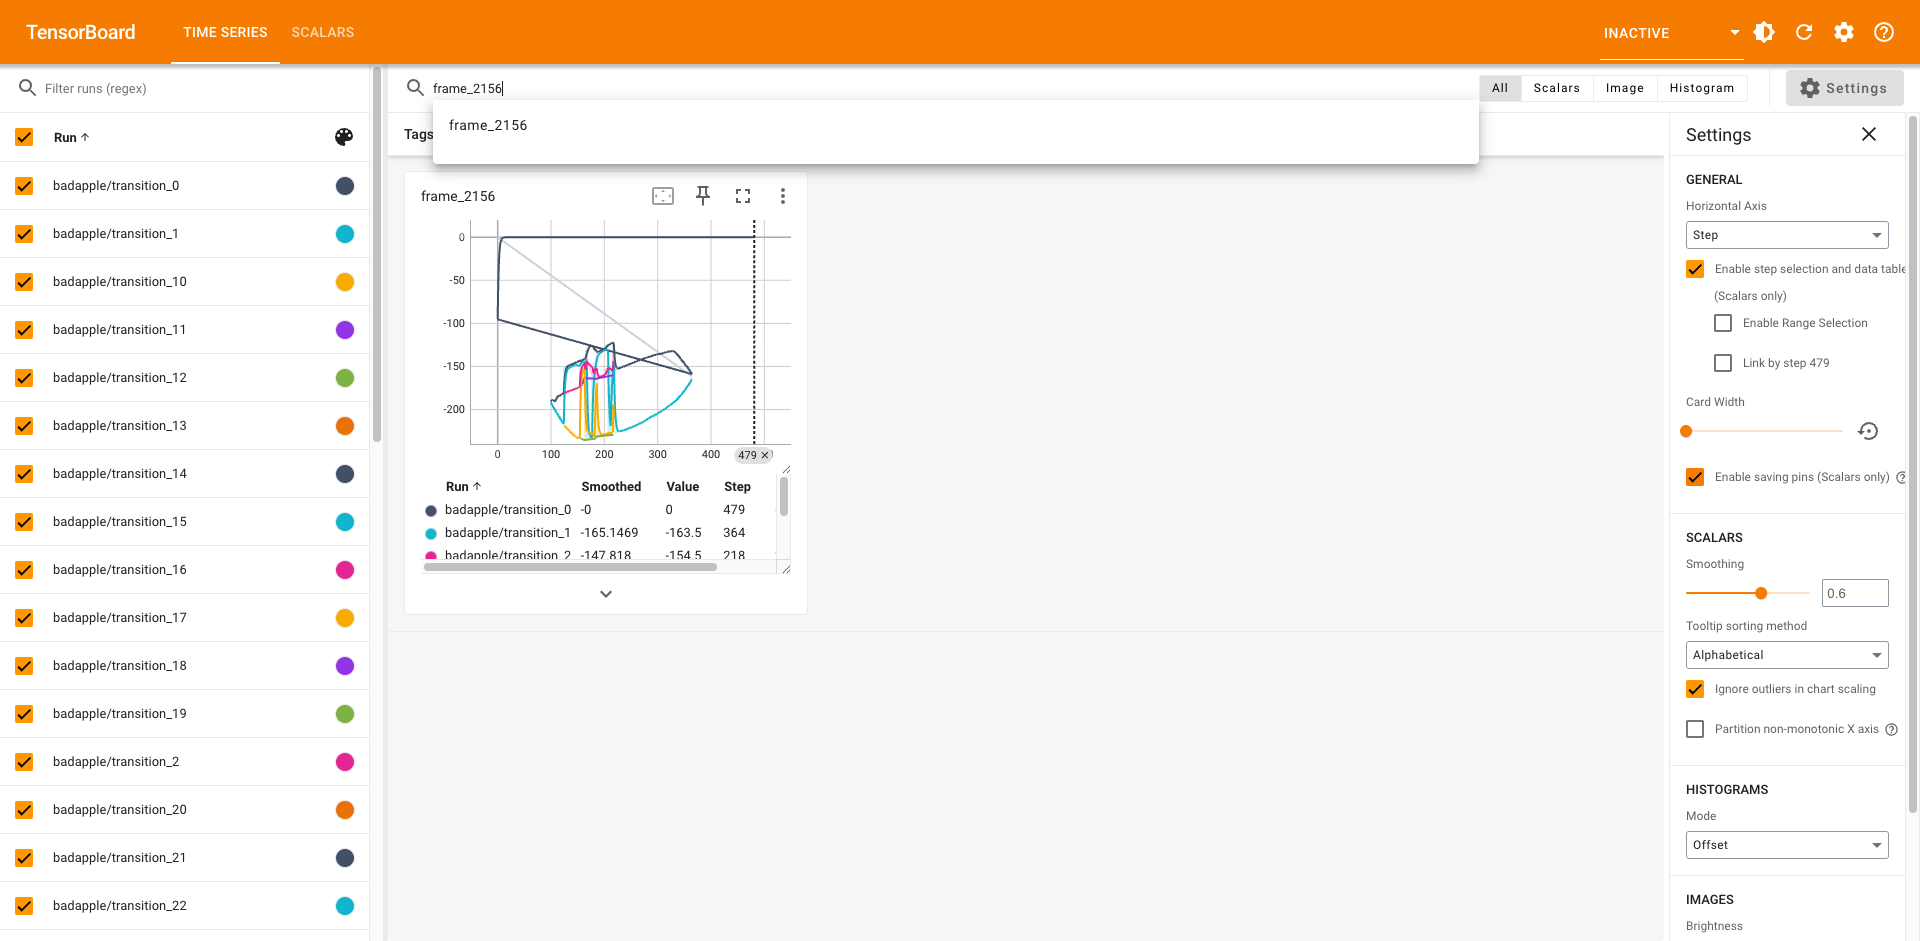 TensorBoard TIME SERIES SCALARS INACTIVE
Filter runs (regex)
frame_2156
All Scalars Image Histogram Settings
frame_2156
Run
Tags
Settings
badapple/transition_0
badapple/transition_1
badapple/transition_10
badapple/transition_11
badapple/transition_12
badapple/transition_13
badapple/transition_14
badapple/transition_15
badapple/transition_16
badapple/transition_17
badapple/transition_18
badapple/transition_19
badapple/transition_2
badapple/transition_20
badapple/transition_21
badapple/transition_22
frame_2156
0
-50
-100
-150
-200
0 100 200 300 400 479
Run Smoothed Value Step
badapple/transition_0 -0 0 479
badapple/transition_1 -165.1469 -163.5 364
badapple/transition_2 -147.818 -154.5 218
GENERAL
Horizontal Axis
Step
Enable step selection and data table
(Scalars only)
Enable Range Selection
Link by step 479
Card Width
Enable saving pins (Scalars only)
SCALARS
Smoothing
0.6
Tooltip sorting method
Alphabetical
Ignore outliers in chart scaling
Partition non-monotonic X axis
HISTOGRAMS
Mode
Offset
IMAGES
Brightness